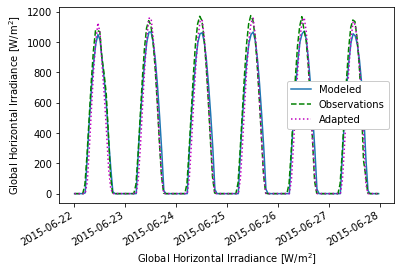 1200
1000
800
600
400
200
0
Global Horizontal Irradiance [W/m²]
Modeled
Observations
Adapted
2015-06-22
2015-06-23
2015-06-24
2015-06-25
2015-06-26
2015-06-27
2015-06-28
Global Horizontal Irradiance [W/m²]